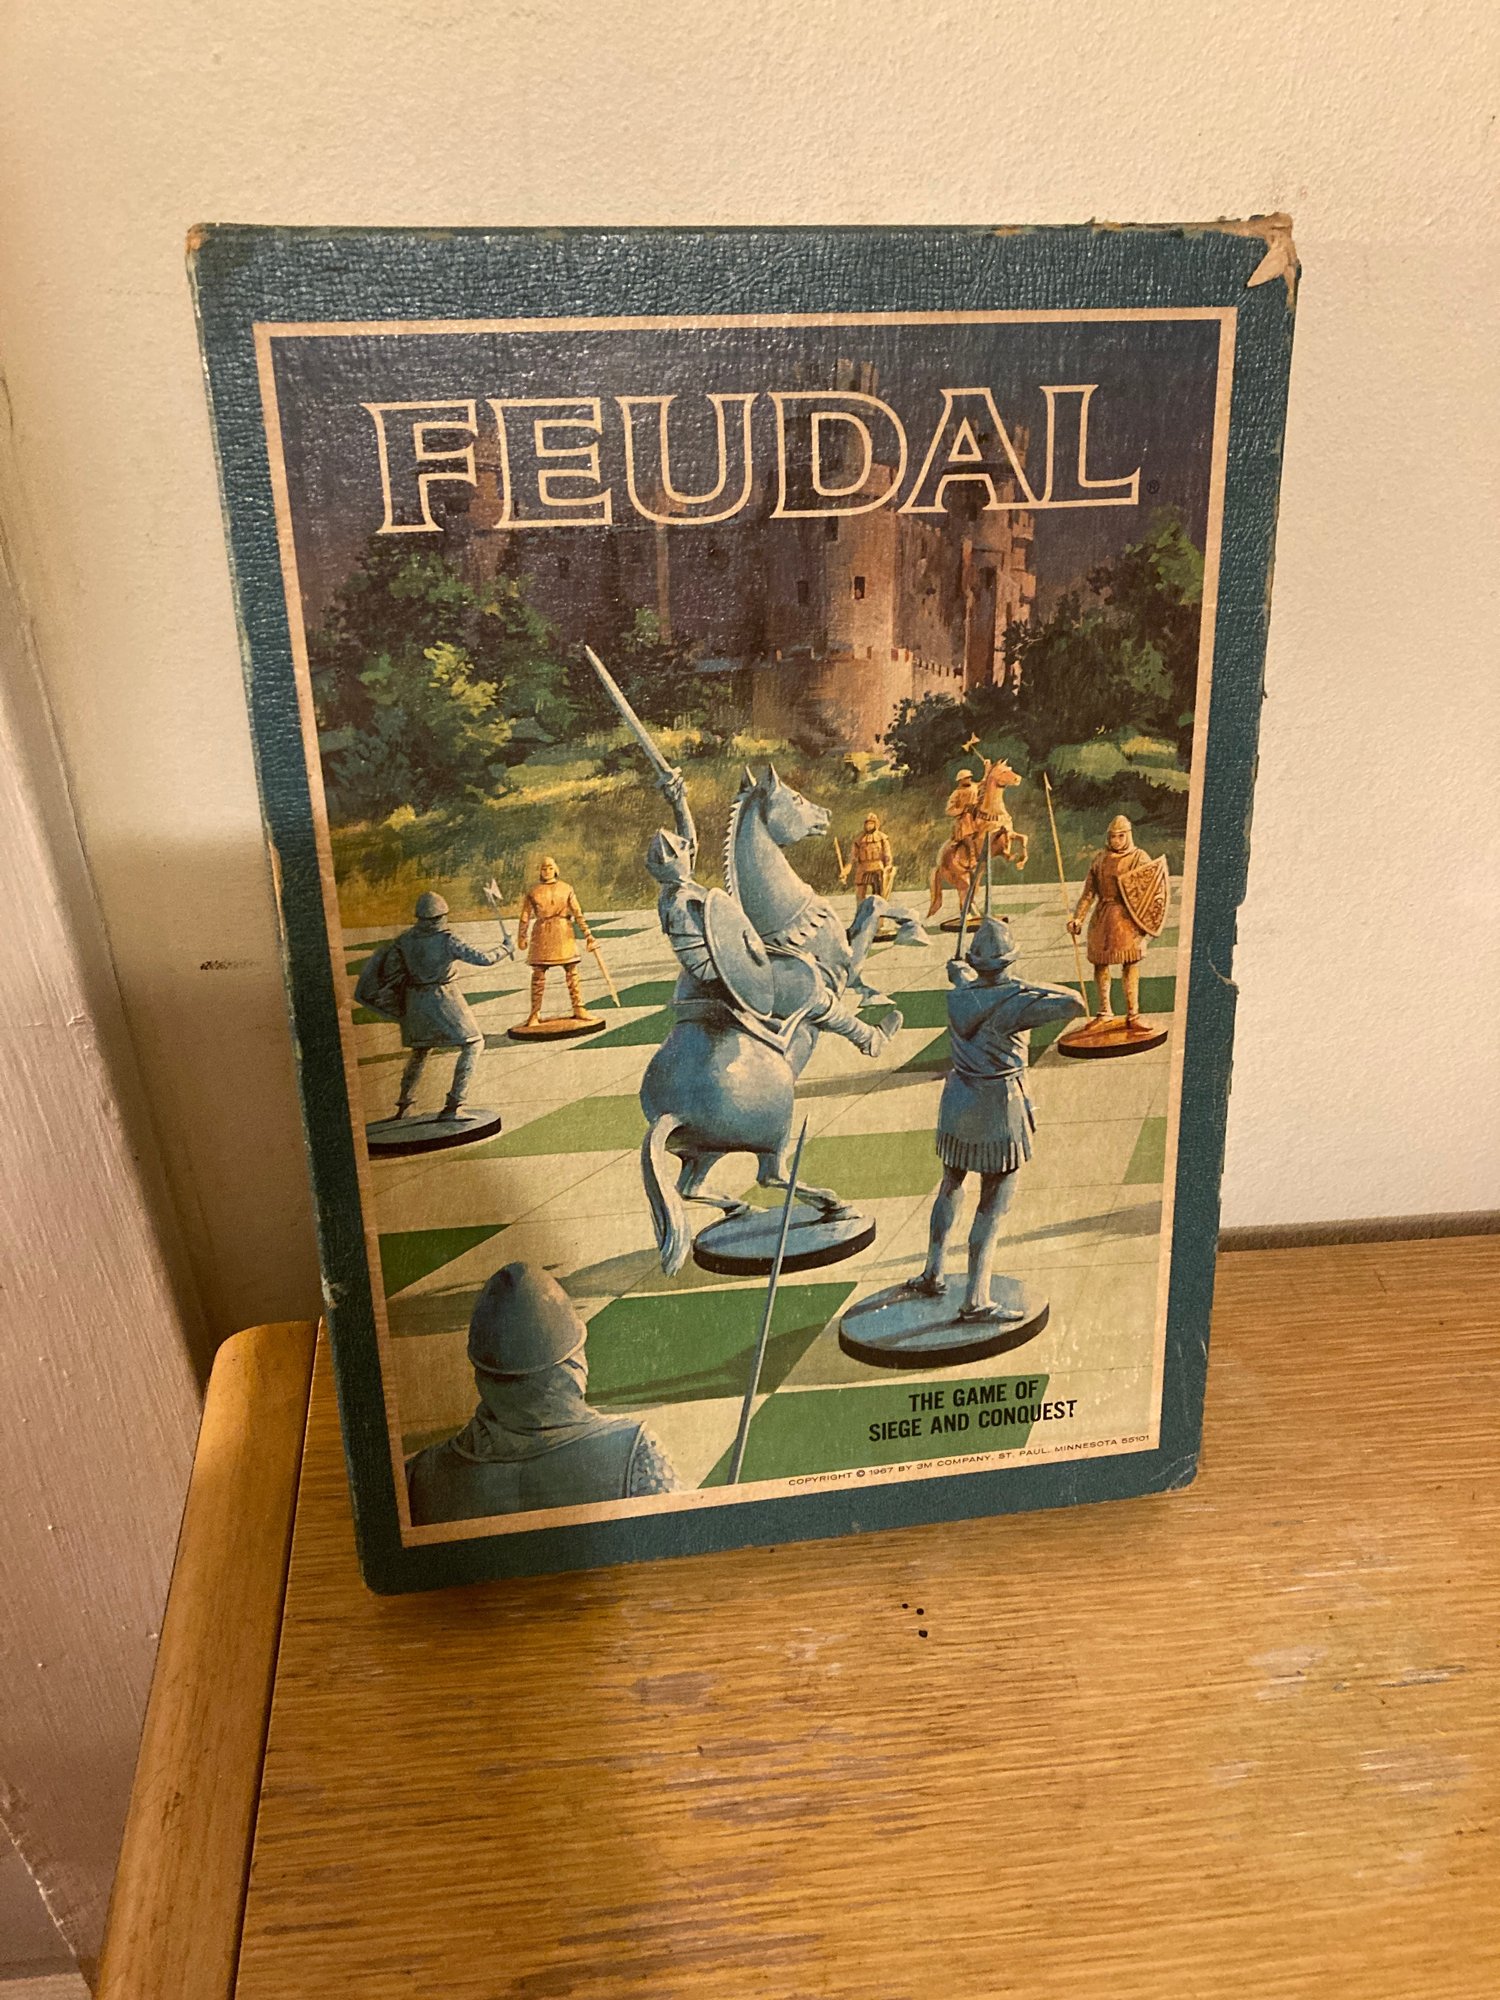 FEUDAL®
THE GAME OF
SIEGE AND CONQUEST
COPYRIGHT © 1967 BY 3M COMPANY, ST. PAUL, MINNESOTA 55101